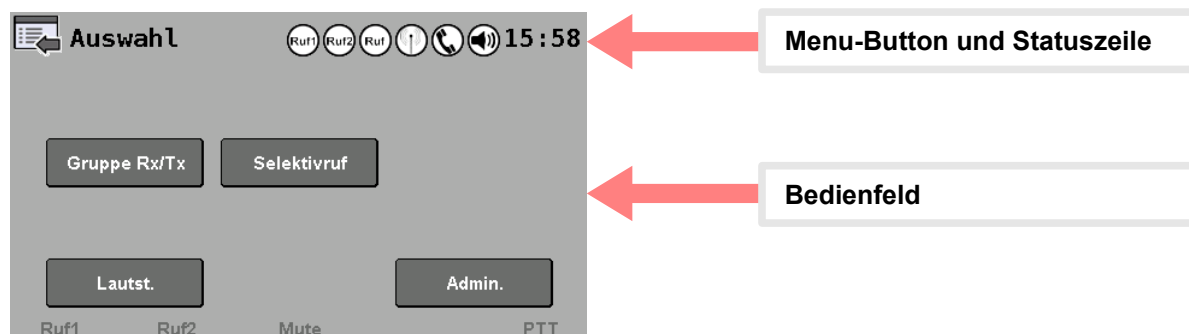 Auswahl Ruf1 Ruf2 Ruf 15:58
Menu-Button und Statuszeile
Gruppe Rx/Tx Selektivruf
Bedienfeld
Lautst. Admin.
Ruf1 Ruf2 Mute PTT